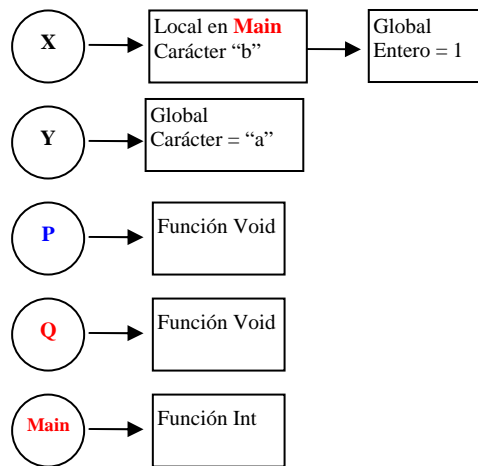 X
Local en Main
Carácter “b”
Global
Entero = 1
Y
Global
Carácter = “a”
P
Función Void
Q
Función Void
Main
Función Int